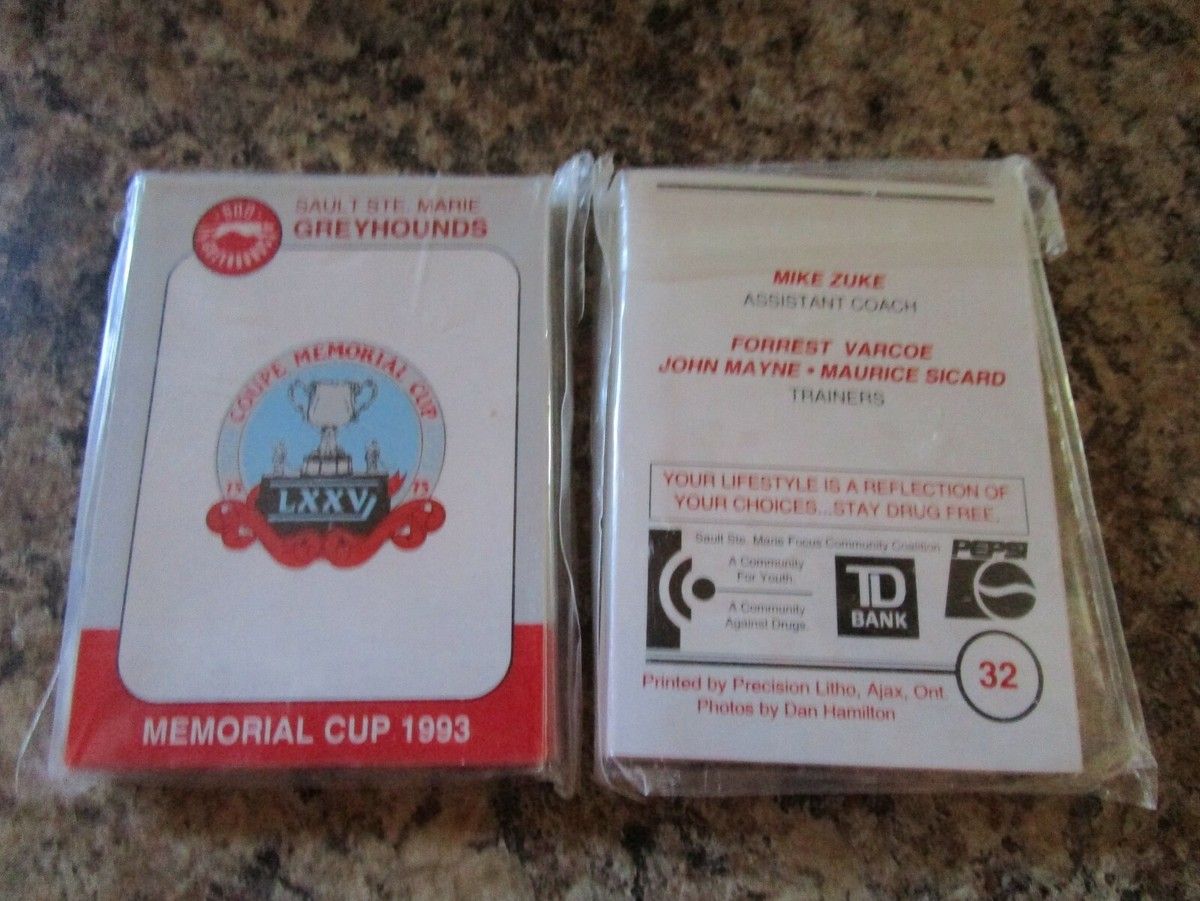 SAULT STE. MARIE
GREYHOUNDS
COUPE MEMORIAL CUP
75 75
LXXV
MEMORIAL CUP 1993
MIKE ZUKE
ASSISTANT COACH
FORREST VARCOE
JOHN MAYNE • MAURICE SICARD
TRAINERS
YOUR LIFESTYLE IS A REFLECTION OF
YOUR CHOICES...STAY DRUG FREE.
Sault Ste. Marie Focus Community Coalition
A Community
For Youth.
A Community
Against Drugs.
TD
BANK
PEPSI
32
Printed by Precision Litho, Ajax, Ont.
Photos by Dan Hamilton